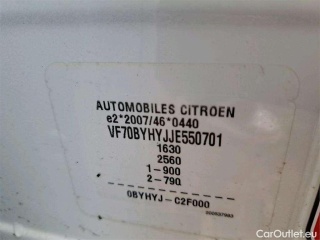 AUTOMOBILES CITROEN
e2*2007/46*0440
VF70BYHYJJE550701
1630
2560
1-900
2-790
0BYHYJ-C2F000
CarOutlet.eu